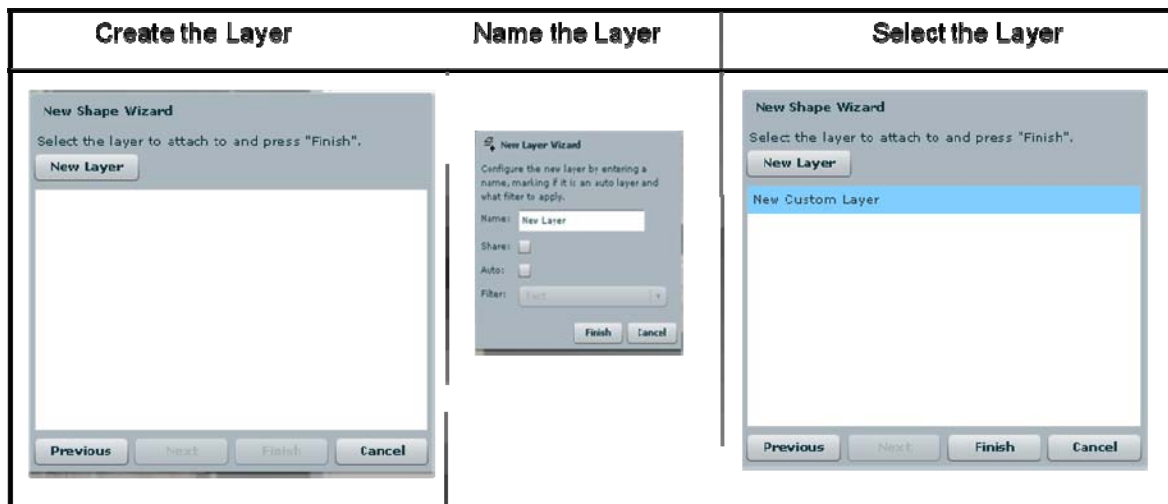 Create the Layer
Name the Layer
Select the Layer
New Shape Wizard
Select the layer to attach to and press "Finish".
New Layer
Previous
Next
Finish
Cancel
New Layer Wizard
Configure the new layer by entering a
name, marking if it is an auto layer and
what filter to apply.
Name: New Layer
Share:
Auto:
Filter:
Finish
Cancel
New Shape Wizard
Select the layer to attach to and press "Finish".
New Layer
New Custom Layer
Previous
Next
Finish
Cancel